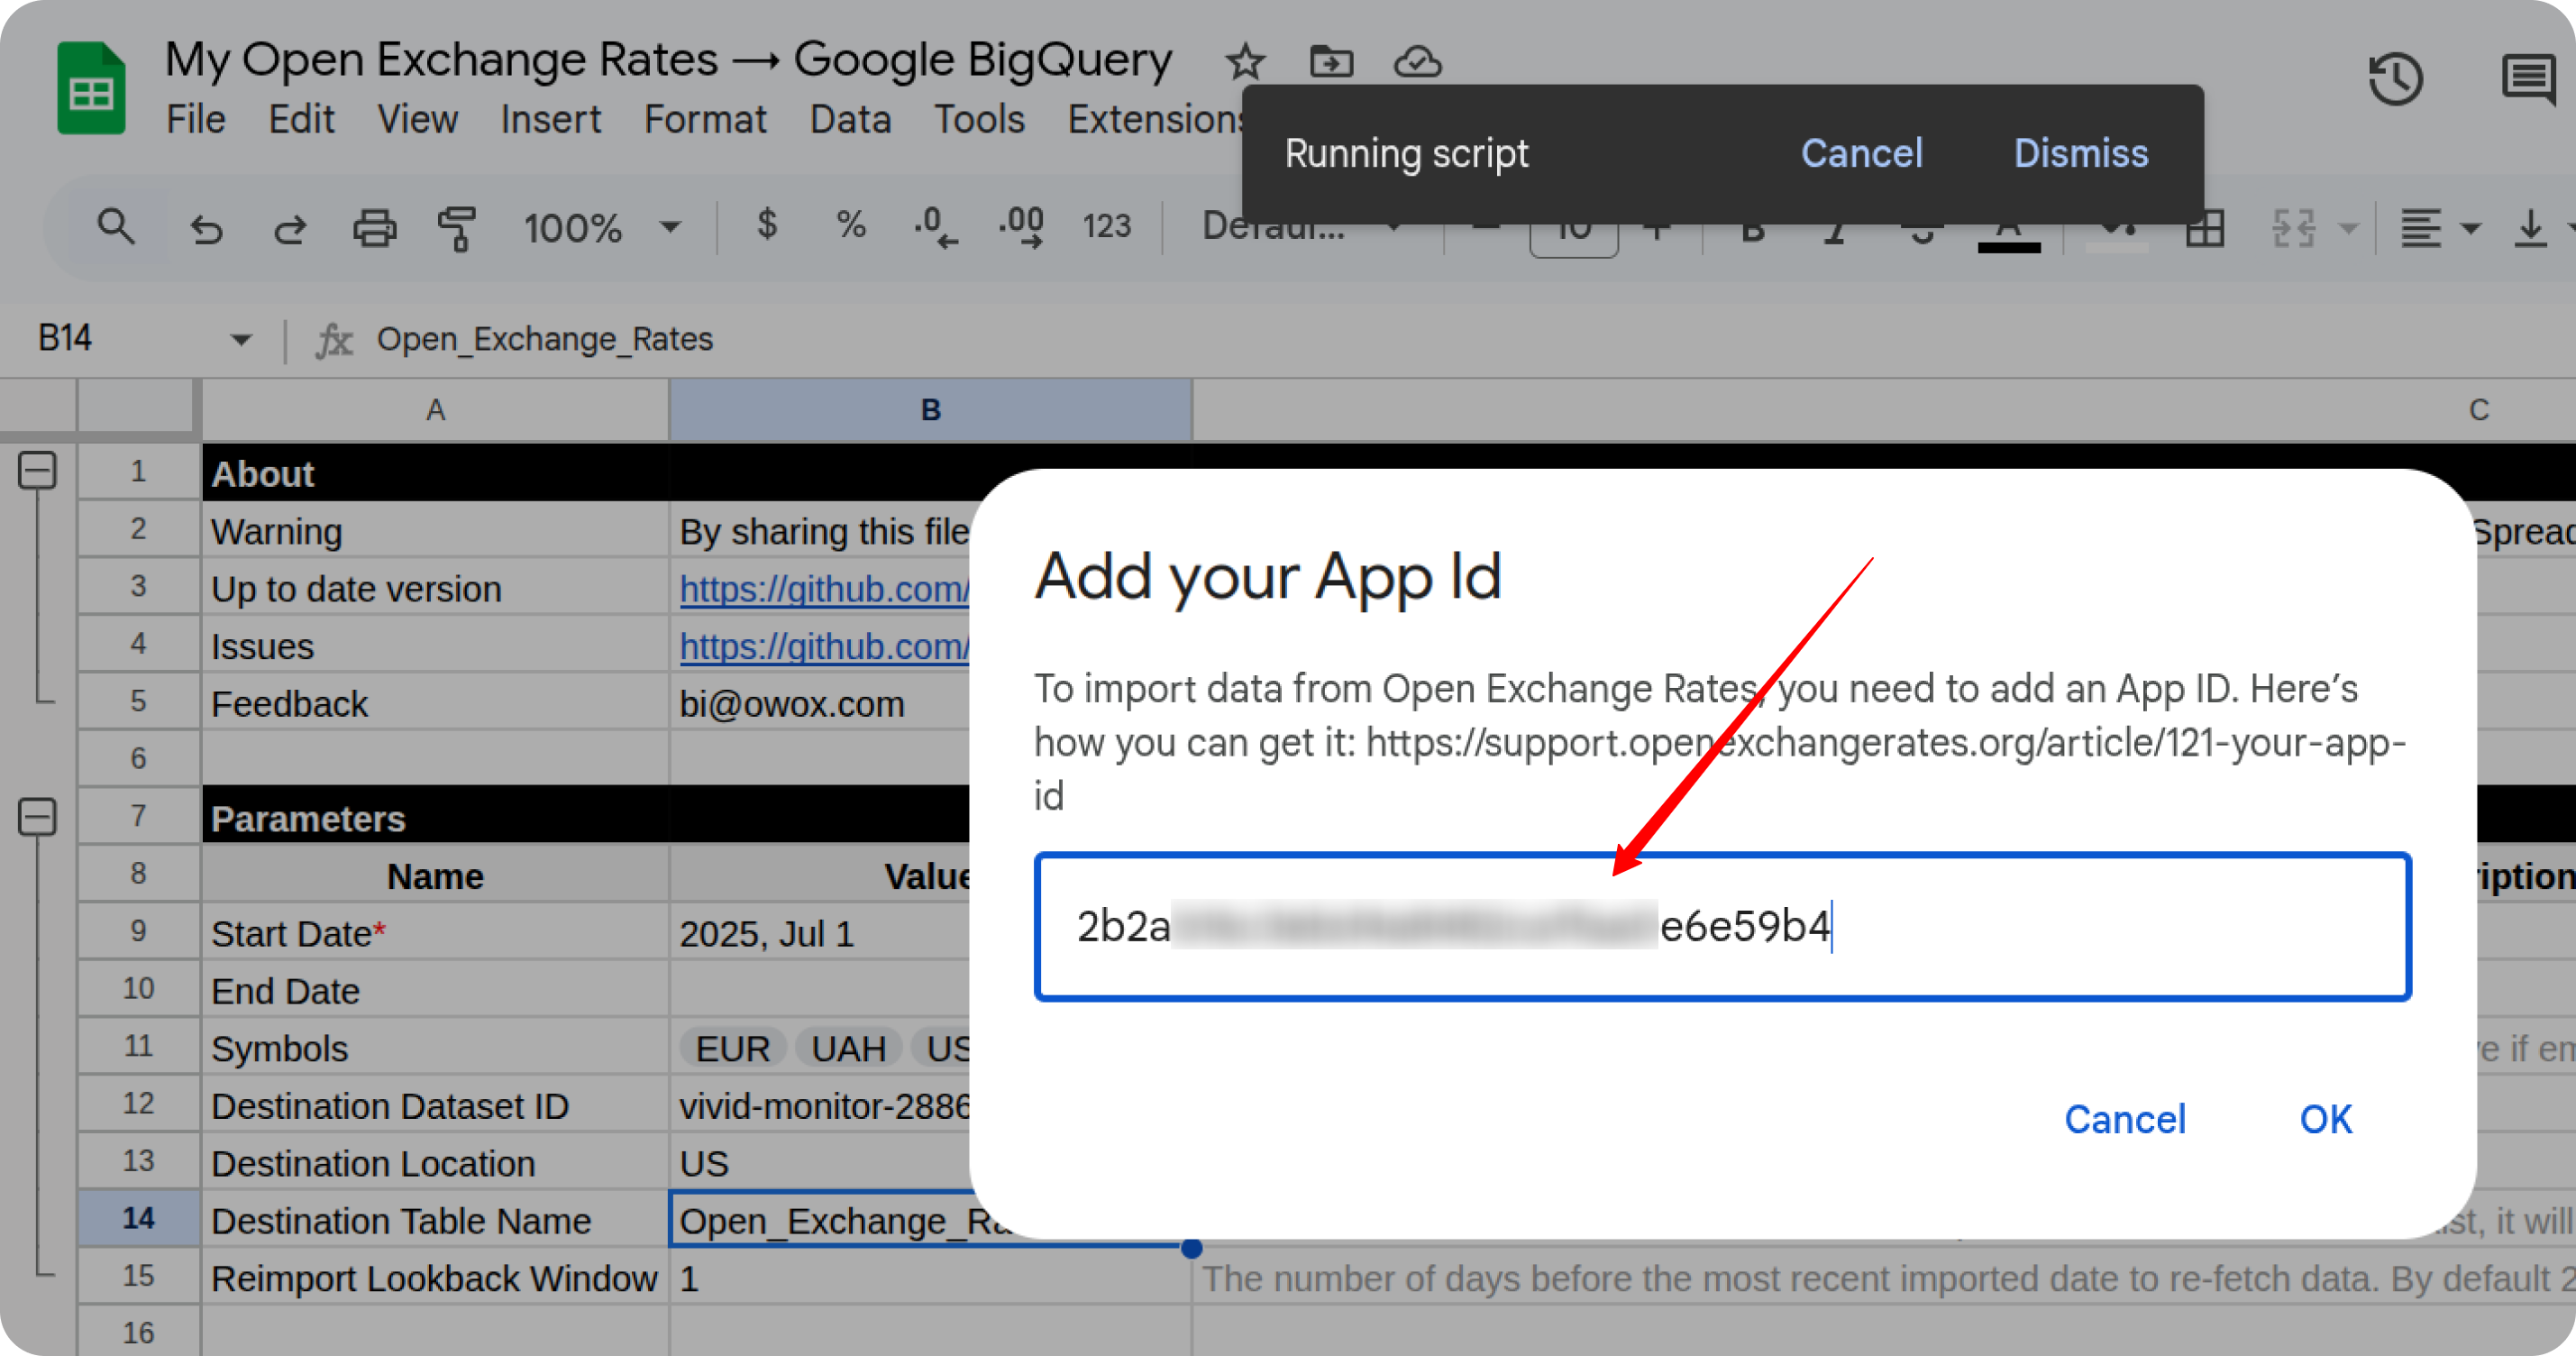 My Open Exchange Rates → Google BigQuery
File Edit View Insert Format Data Tools Extensions
Running script Cancel Dismiss
100% $ % .0 .00 123 Defaul... 10 B I S A
B14 fx Open_Exchange_Rates
A B C
1 About
2 Warning By sharing this file Spread
3 Up to date version https://github.com/
4 Issues https://github.com/
5 Feedback bi@owox.com
6
7 Parameters
8 Name Value ription
9 Start Date* 2025, Jul 1
10 End Date
11 Symbols EUR UAH US e if em
12 Destination Dataset ID vivid-monitor-2886
13 Destination Location US
14 Destination Table Name Open_Exchange_Ra st, it will
15 Reimport Lookback Window 1 The number of days before the most recent imported date to re-fetch data. By default 2
16
Add your App Id
To import data from Open Exchange Rates, you need to add an App ID. Here's
how you can get it: https://support.openexchangerates.org/article/121-your-app-
id
2b2a e6e59b4
Cancel OK